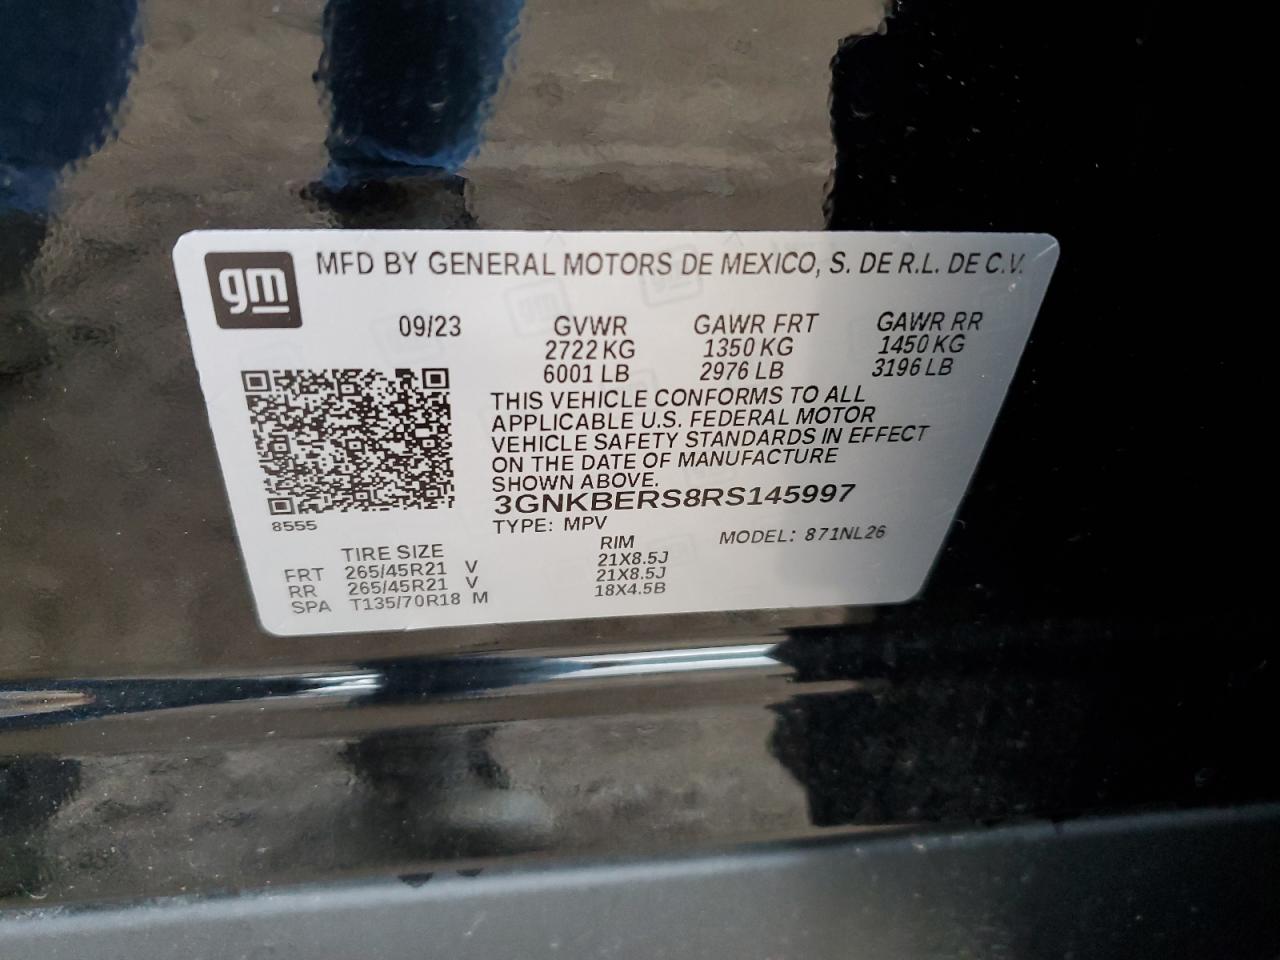 gm
MFD BY GENERAL MOTORS DE MEXICO, S. DE R.L. DE C.V.
09/23 GVWR GAWR FRT GAWR RR
2722 KG 1350 KG 1450 KG
6001 LB 2976 LB 3196 LB
THIS VEHICLE CONFORMS TO ALL
APPLICABLE U.S. FEDERAL MOTOR
VEHICLE SAFETY STANDARDS IN EFFECT
ON THE DATE OF MANUFACTURE
SHOWN ABOVE.
3GNKBERS8RS145997
8555
TYPE: MPV MODEL: 871NL26
TIRE SIZE RIM
FRT 265/45R21 V 21X8.5J
RR 265/45R21 V 21X8.5J
SPA T135/70R18 M 18X4.5B